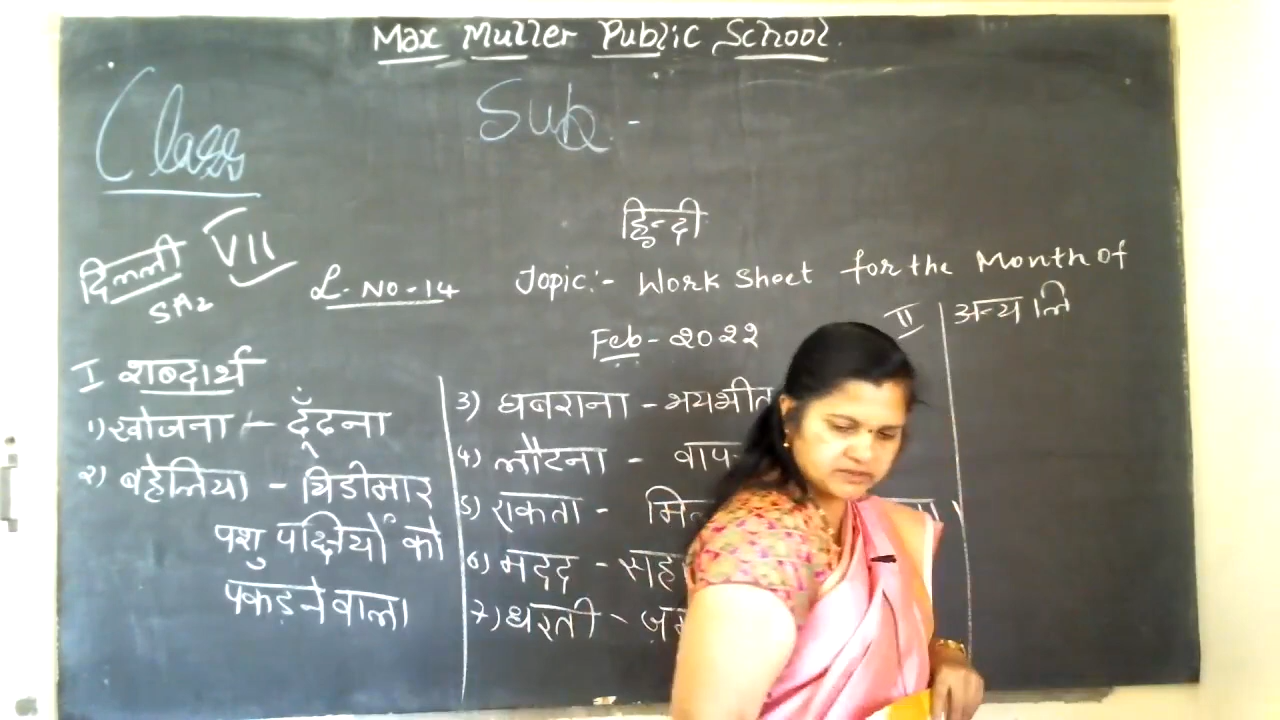 Max Muller Public School.
Class
Sub -
हिन्दी
दिल्ली VII
SA2
L. No - 14 Topic:- Work Sheet for the Month of
Feb - 2022
I शब्दार्थ
1) खोजना - ढूँढना
2) बहेलिया - चिडीमार
पशु पक्षियों को
पकड़ने वाला
3) घबराना - भयभीत
4) लौटना - वाप
5) एकता - मिल
6) मदद - सह
7) धरती - ज़म
II अन्य लि